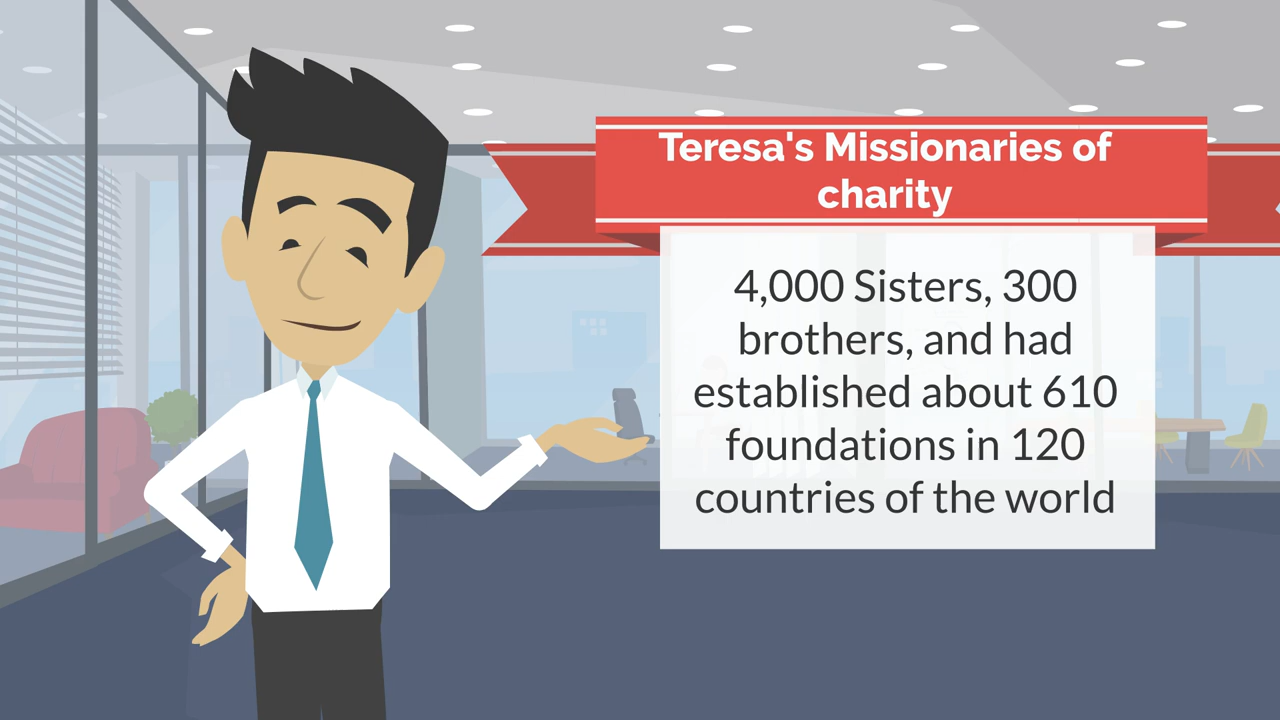 Teresa's Missionaries of
charity
4,000 Sisters, 300
brothers, and had
established about 610
foundations in 120
countries of the world